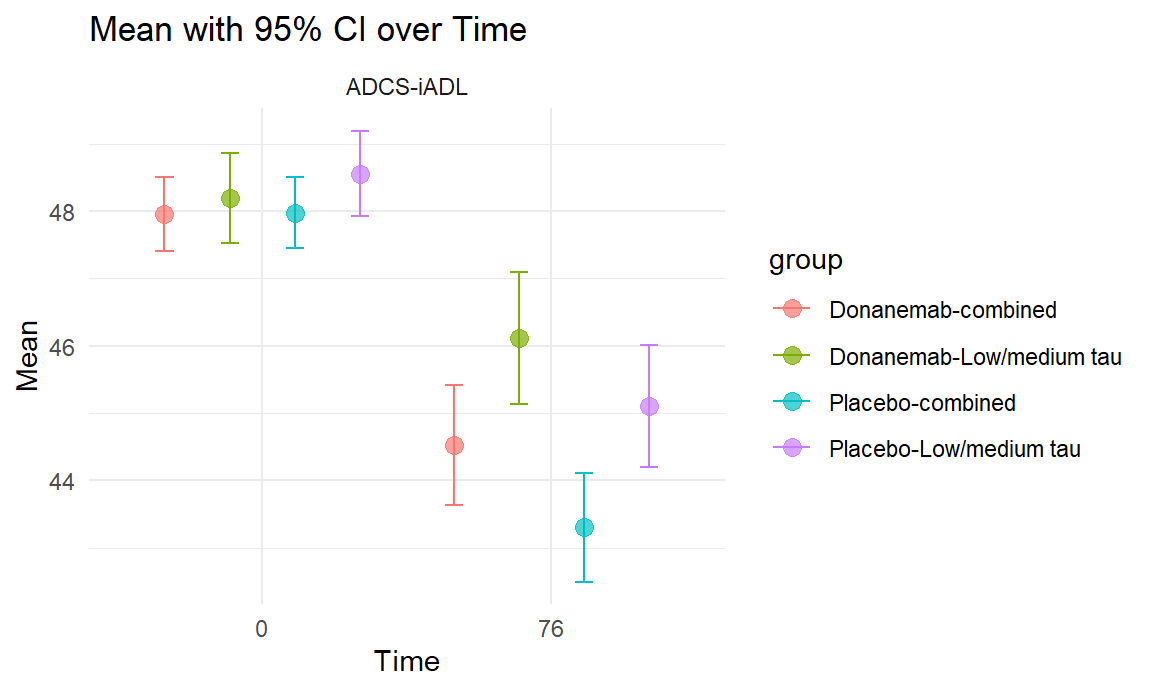 Mean with 95% CI over Time
ADCS-iADL
48
46
44
Mean
0
76
Time
group
Donanemab-combined
Donanemab-Low/medium tau
Placebo-combined
Placebo-Low/medium tau